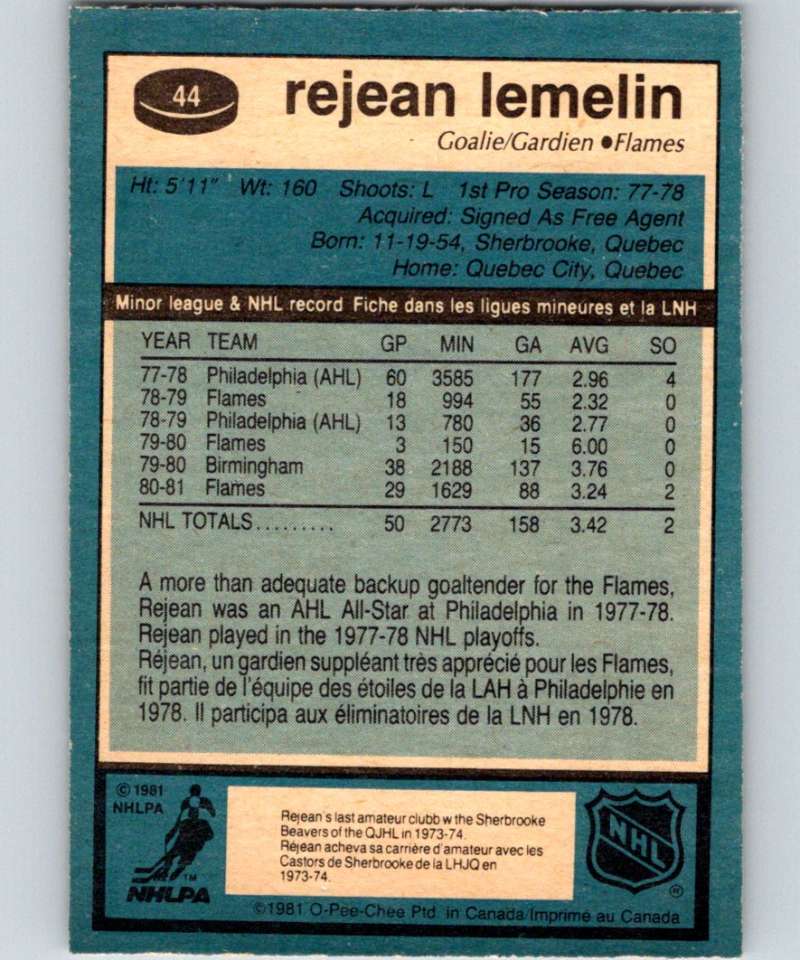 44
rejean lemelin
Goalie/Gardien ●Flames
Ht: 5'11" Wt: 160 Shoots: L 1st Pro Season: 77-78
Acquired: Signed As Free Agent
Born: 11-19-54, Sherbrooke, Quebec
Home: Quebec City, Quebec
Minor league & NHL record Fiche dans les ligues mineures et la LNH
YEAR TEAM GP MIN GA AVG SO
77-78 Philadelphia (AHL) 60 3585 177 2.96 4
78-79 Flames 18 994 55 2.32 0
78-79 Philadelphia (AHL) 13 780 36 2.77 0
79-80 Flames 3 150 15 6.00 0
79-80 Birmingham 38 2188 137 3.76 0
80-81 Flames 29 1629 88 3.24 2
NHL TOTALS......... 50 2773 158 3.42 2
A more than adequate backup goaltender for the Flames,
Rejean was an AHL All-Star at Philadelphia in 1977-78.
Rejean played in the 1977-78 NHL playoffs.
Réjean, un gardien suppléant très apprécié pour les Flames,
fit partie de l'équipe des étoiles de la LAH à Philadelphie en
1978. Il participa aux éliminatoires de la LNH en 1978.
© 1981
NHLPA
TM
NHLPA
Rejean's last amateur clubb w the Sherbrooke
Beavers of the QJHL in 1973-74.
Réjean acheva sa carrière d'amateur avec les
Castors de Sherbrooke de la LHJQ en
1973-74.
NHL
®
©1981 O-Pee-Chee Ptd. in Canada/Imprimé au Canada